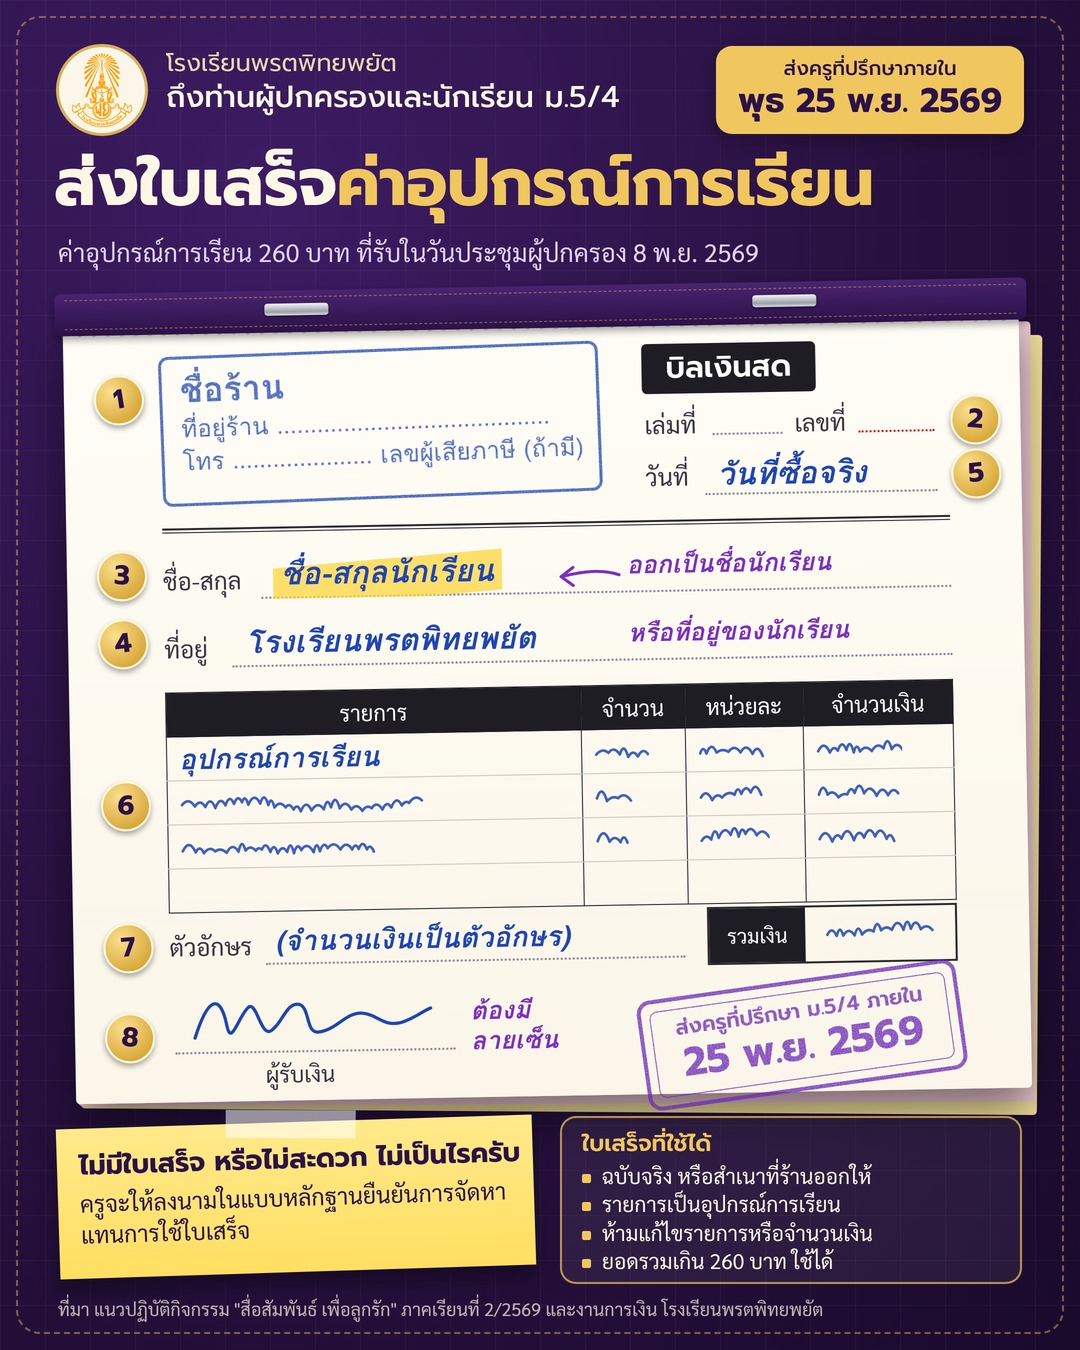 โรงเรียนพรตพิทยพยัต
ถึงท่านผู้ปกครองและนักเรียน ม.5/4
ส่งครูที่ปรึกษาภายใน
พุธ 25 พ.ย. 2569
ส่งใบเสร็จค่าอุปกรณ์การเรียน
ค่าอุปกรณ์การเรียน 260 บาท ที่รับในวันประชุมผู้ปกครอง 8 พ.ย. 2569
1
ชื่อร้าน
ที่อยู่ร้าน ........................................
โทร .................... เลขผู้เสียภาษี (ถ้ามี)
บิลเงินสด
เล่มที่ .......... เลขที่ ..........
2
วันที่ วันที่ซื้อจริง
5
3
ชื่อ-สกุล ชื่อ-สกุลนักเรียน ออกเป็นชื่อนักเรียน
4
ที่อยู่ โรงเรียนพรตพิทยพยัต หรือที่อยู่ของนักเรียน
รายการ จำนวน หน่วยละ จำนวนเงิน
อุปกรณ์การเรียน
6
7
ตัวอักษร (จำนวนเงินเป็นตัวอักษร) รวมเงิน
8
ต้องมี
ลายเซ็น
ผู้รับเงิน
ส่งครูที่ปรึกษา ม.5/4 ภายใน
25 พ.ย. 2569
ไม่มีใบเสร็จ หรือไม่สะดวก ไม่เป็นไรครับ
ครูจะให้ลงนามในแบบหลักฐานยืนยันการจัดหา
แทนการใช้ใบเสร็จ
ใบเสร็จที่ใช้ได้
ฉบับจริง หรือสำเนาที่ร้านออกให้
รายการเป็นอุปกรณ์การเรียน
ห้ามแก้ไขรายการหรือจำนวนเงิน
ยอดรวมเกิน 260 บาท ใช้ได้
ที่มา แนวปฏิบัติกิจกรรม "สื่อสัมพันธ์ เพื่อลูกรัก" ภาคเรียนที่ 2/2569 และงานการเงิน โรงเรียนพรตพิทยพยัต